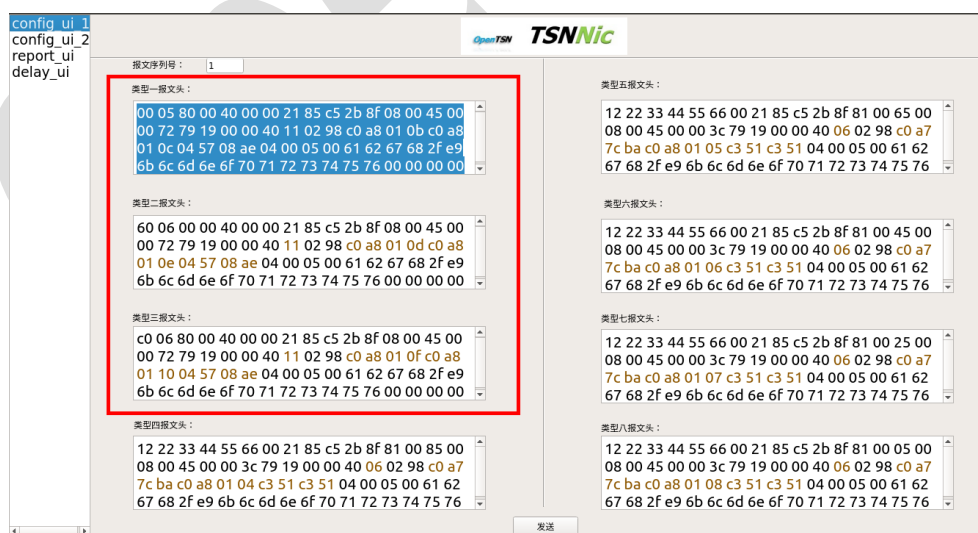 config_ui_1
config_ui_2
report_ui
delay_ui
OpenTSN TSNNic
报文序列号： 1
类型一报文头：
00 05 80 00 40 00 00 21 85 c5 2b 8f 08 00 45 00
00 72 79 19 00 00 40 11 02 98 c0 a8 01 0b c0 a8
01 0c 04 57 08 ae 04 00 05 00 61 62 67 68 2f e9
6b 6c 6d 6e 6f 70 71 72 73 74 75 76 00 00 00 00
类型二报文头：
60 06 00 00 40 00 00 21 85 c5 2b 8f 08 00 45 00
00 72 79 19 00 00 40 11 02 98 c0 a8 01 0d c0 a8
01 0e 04 57 08 ae 04 00 05 00 61 62 67 68 2f e9
6b 6c 6d 6e 6f 70 71 72 73 74 75 76 00 00 00 00
类型三报文头：
c0 06 80 00 40 00 00 21 85 c5 2b 8f 08 00 45 00
00 72 79 19 00 00 40 11 02 98 c0 a8 01 0f c0 a8
01 10 04 57 08 ae 04 00 05 00 61 62 67 68 2f e9
6b 6c 6d 6e 6f 70 71 72 73 74 75 76 00 00 00 00
类型四报文头：
12 22 33 44 55 66 00 21 85 c5 2b 8f 81 00 85 00
08 00 45 00 00 3c 79 19 00 00 40 06 02 98 c0 a7
7c ba c0 a8 01 04 c3 51 c3 51 04 00 05 00 61 62
67 68 2f e9 6b 6c 6d 6e 6f 70 71 72 73 74 75 76
类型五报文头：
12 22 33 44 55 66 00 21 85 c5 2b 8f 81 00 65 00
08 00 45 00 00 3c 79 19 00 00 40 06 02 98 c0 a7
7c ba c0 a8 01 05 c3 51 c3 51 04 00 05 00 61 62
67 68 2f e9 6b 6c 6d 6e 6f 70 71 72 73 74 75 76
类型六报文头：
12 22 33 44 55 66 00 21 85 c5 2b 8f 81 00 45 00
08 00 45 00 00 3c 79 19 00 00 40 06 02 98 c0 a7
7c ba c0 a8 01 06 c3 51 c3 51 04 00 05 00 61 62
67 68 2f e9 6b 6c 6d 6e 6f 70 71 72 73 74 75 76
类型七报文头：
12 22 33 44 55 66 00 21 85 c5 2b 8f 81 00 25 00
08 00 45 00 00 3c 79 19 00 00 40 06 02 98 c0 a7
7c ba c0 a8 01 07 c3 51 c3 51 04 00 05 00 61 62
67 68 2f e9 6b 6c 6d 6e 6f 70 71 72 73 74 75 76
类型八报文头：
12 22 33 44 55 66 00 21 85 c5 2b 8f 81 00 05 00
08 00 45 00 00 3c 79 19 00 00 40 06 02 98 c0 a7
7c ba c0 a8 01 08 c3 51 c3 51 04 00 05 00 61 62
67 68 2f e9 6b 6c 6d 6e 6f 70 71 72 73 74 75 76
发送